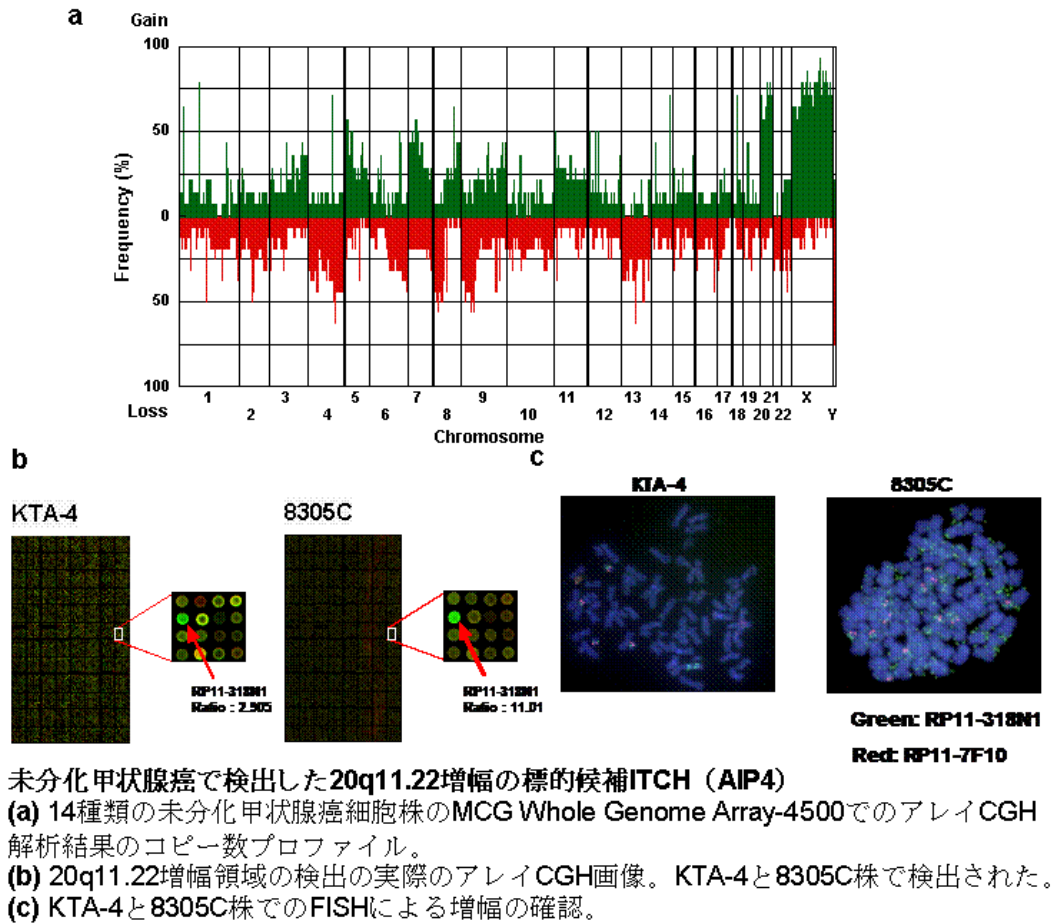 a
Gain
100
50
0
50
100
Frequency (%)
Loss
1 2 3 4 5 6 7 8 9 10 11 12 13 14 15 16 17 18 19 20 21 22 X Y
Chromosome
b
KTA-4
8305C
RP11-318N1
Ratio : 2.905
RP11-318N1
Ratio : 11.01
c
KTA-4
8305C
Green: RP11-318N1
Red: RP11-7F10
未分化甲状腺癌で検出した20q11.22増幅の標的候補ITCH（AIP4）
(a) 14種類の未分化甲状腺癌細胞株のMCG Whole Genome Array-4500でのアレイCGH
解析結果のコピー数プロファイル。
(b) 20q11.22増幅領域の検出の実際のアレイCGH画像。KTA-4と8305C株で検出された。
(c) KTA-4と8305C株でのFISHによる増幅の確認。